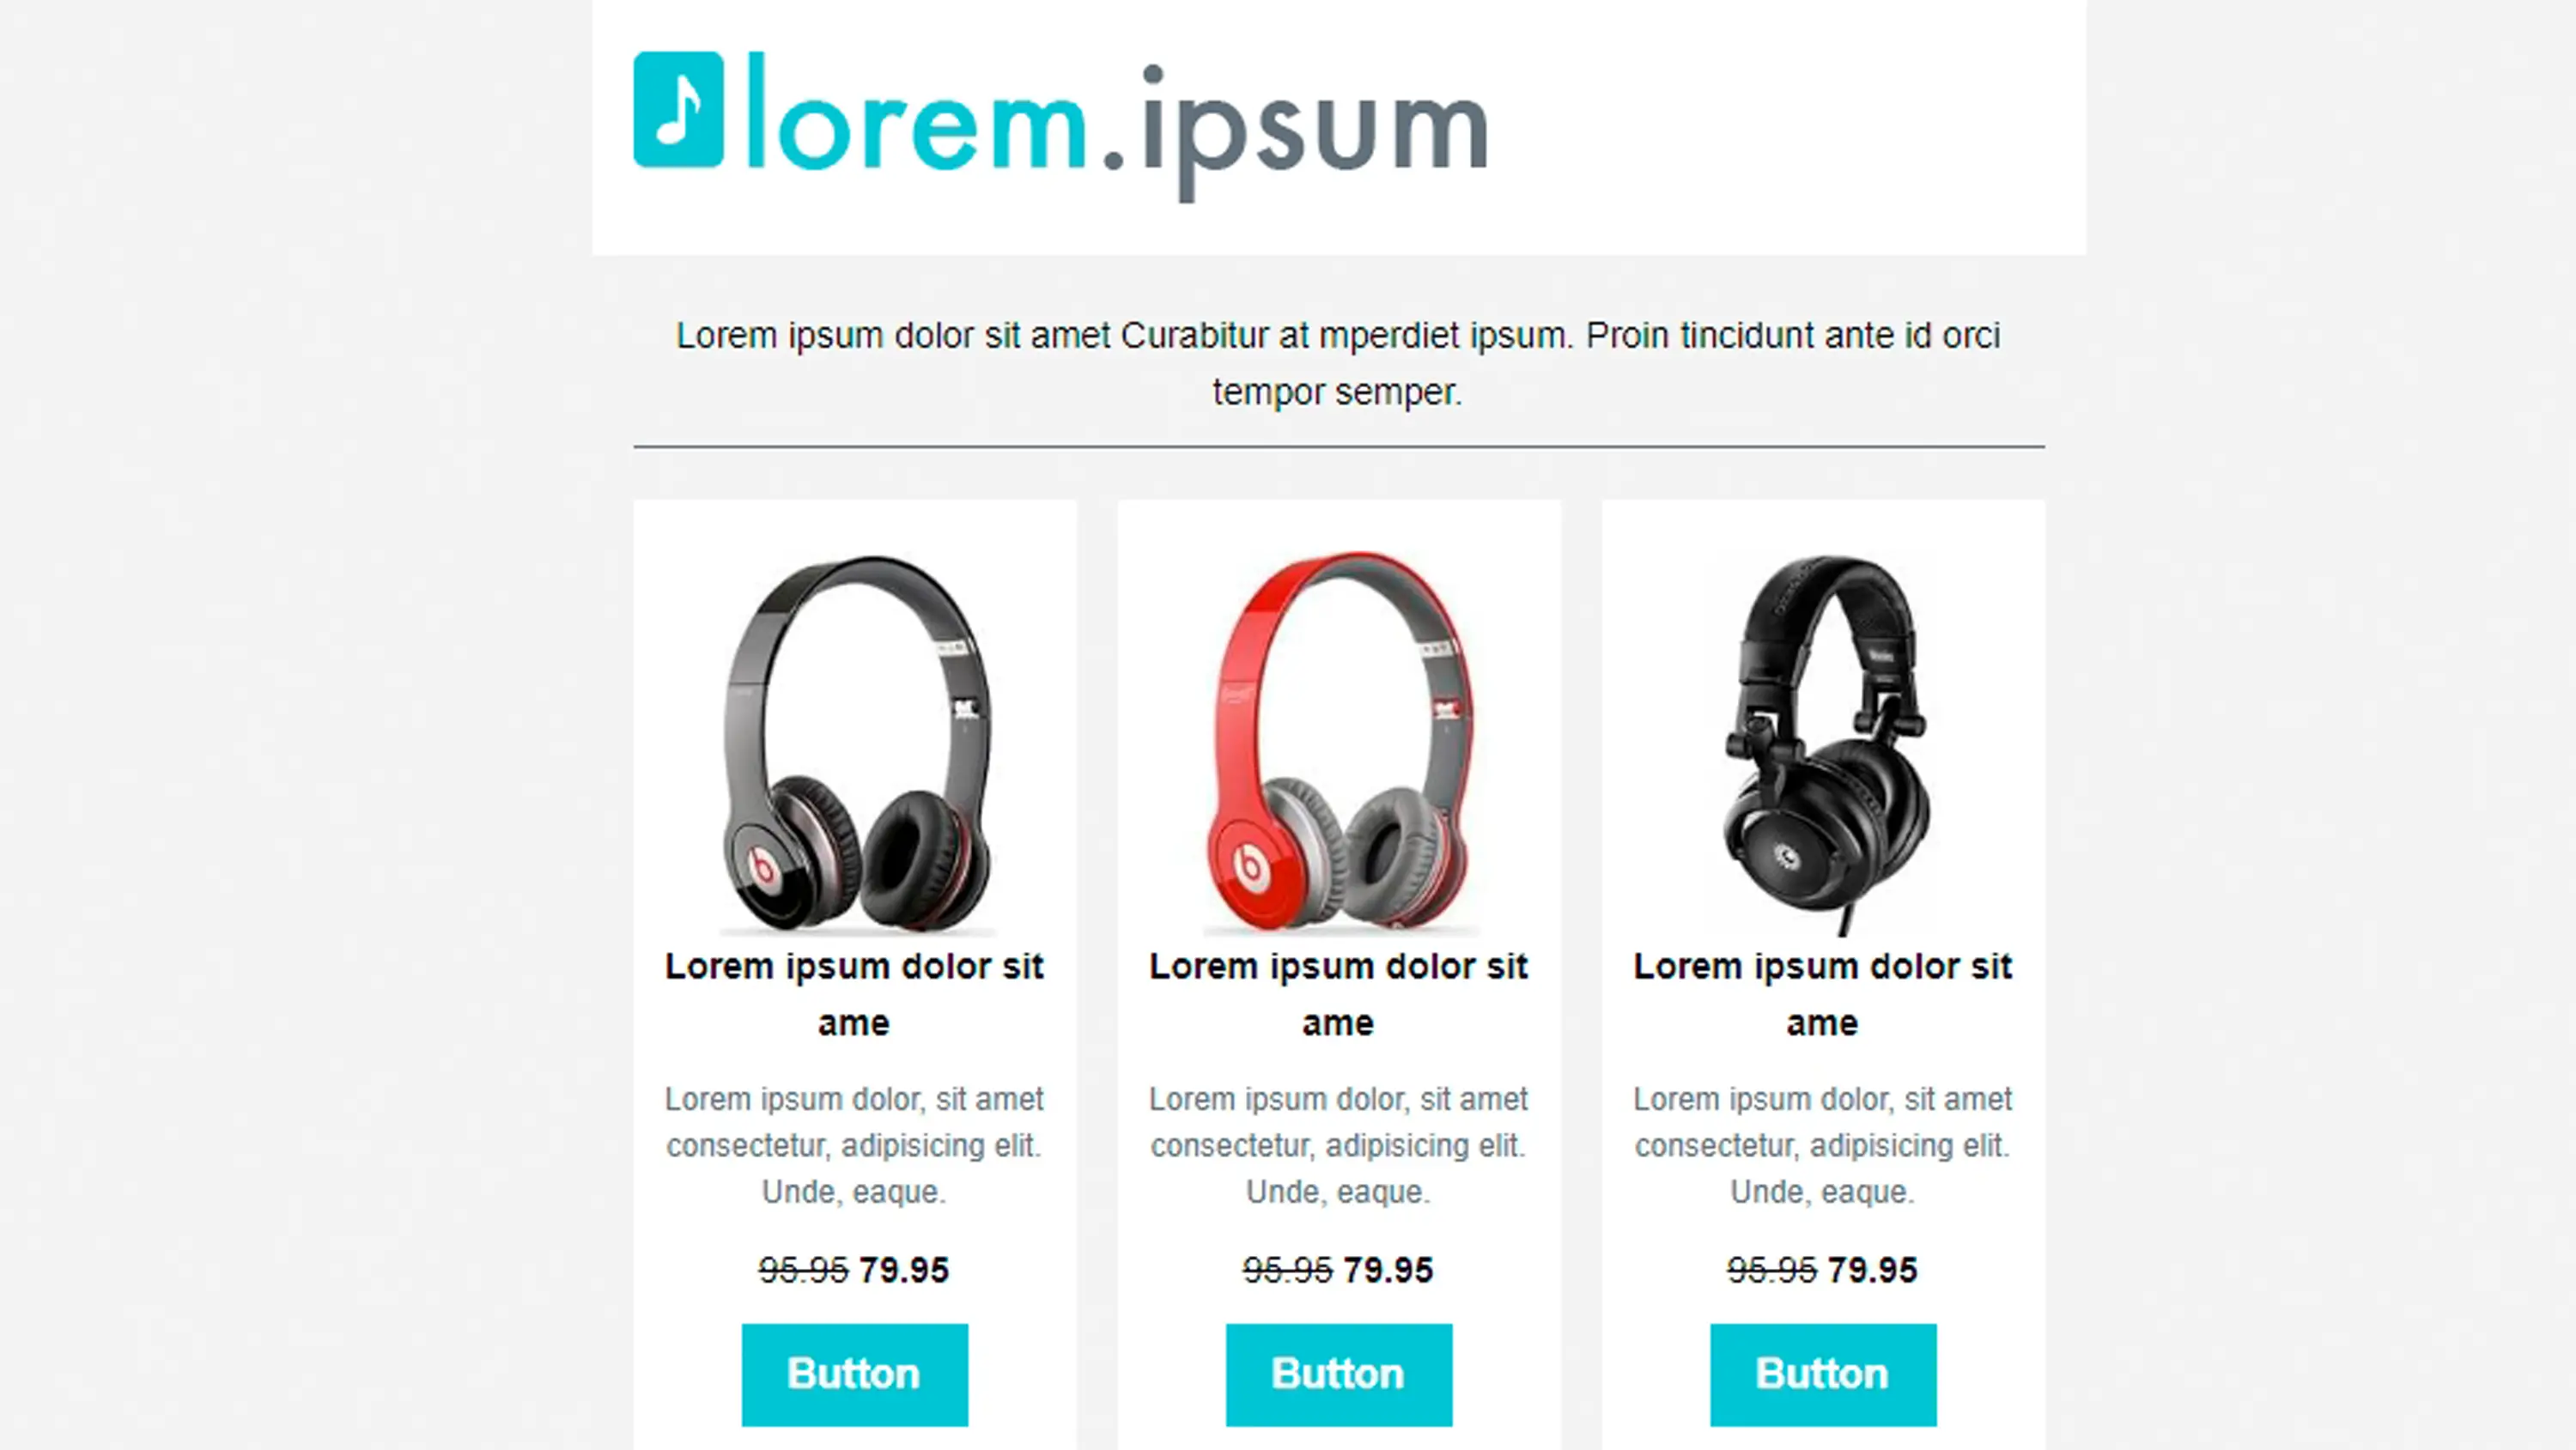 lorem.ipsum
Lorem ipsum dolor sit amet Curabitur at mperdiet ipsum. Proin tincidunt ante id orci
tempor semper.
b
Lorem ipsum dolor sit
ame
Lorem ipsum dolor, sit amet
consectetur, adipisicing elit.
Unde, eaque.
95.95 79.95
Button
b
Lorem ipsum dolor sit
ame
Lorem ipsum dolor, sit amet
consectetur, adipisicing elit.
Unde, eaque.
95.95 79.95
Button
Lorem ipsum dolor sit
ame
Lorem ipsum dolor, sit amet
consectetur, adipisicing elit.
Unde, eaque.
95.95 79.95
Button